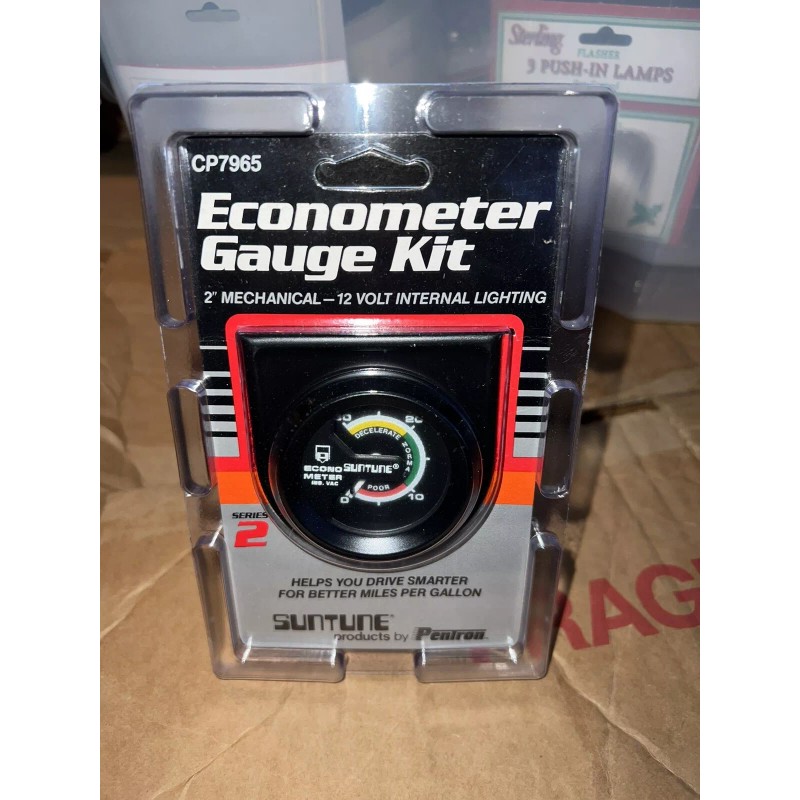 Sterling
FLASHER
3 PUSH-IN LAMPS
CP7965
Econometer
Gauge Kit
2" MECHANICAL — 12 VOLT INTERNAL LIGHTING
20
DECELERATE
NORMAL
ECONO
METER
SUNTUNE®
POOR
0
10
SERIES
2
HELPS YOU DRIVE SMARTER
FOR BETTER MILES PER GALLON
SUNTUNE®
products by Pentron
RAG